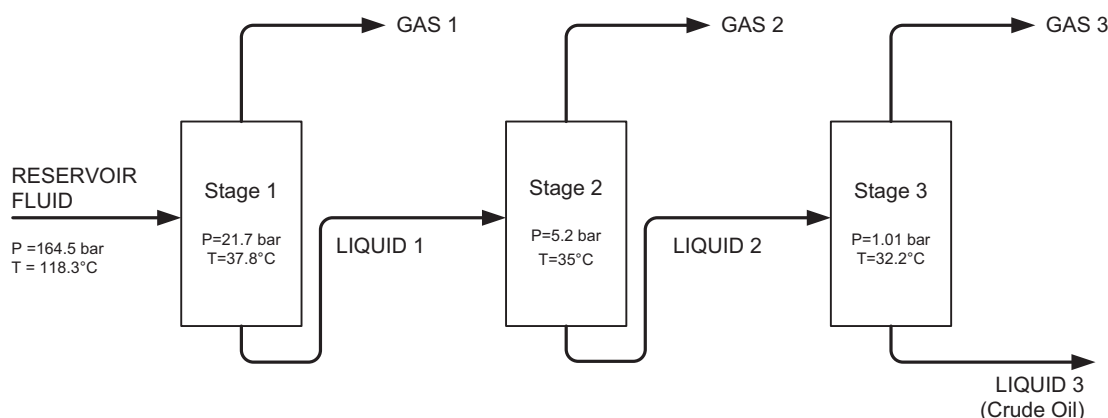 GAS 1
GAS 2
GAS 3
RESERVOIR
FLUID
P =164.5 bar
T = 118.3°C
Stage 1
P=21.7 bar
T=37.8°C
LIQUID 1
Stage 2
P=5.2 bar
T=35°C
LIQUID 2
Stage 3
P=1.01 bar
T=32.2°C
LIQUID 3
(Crude Oil)